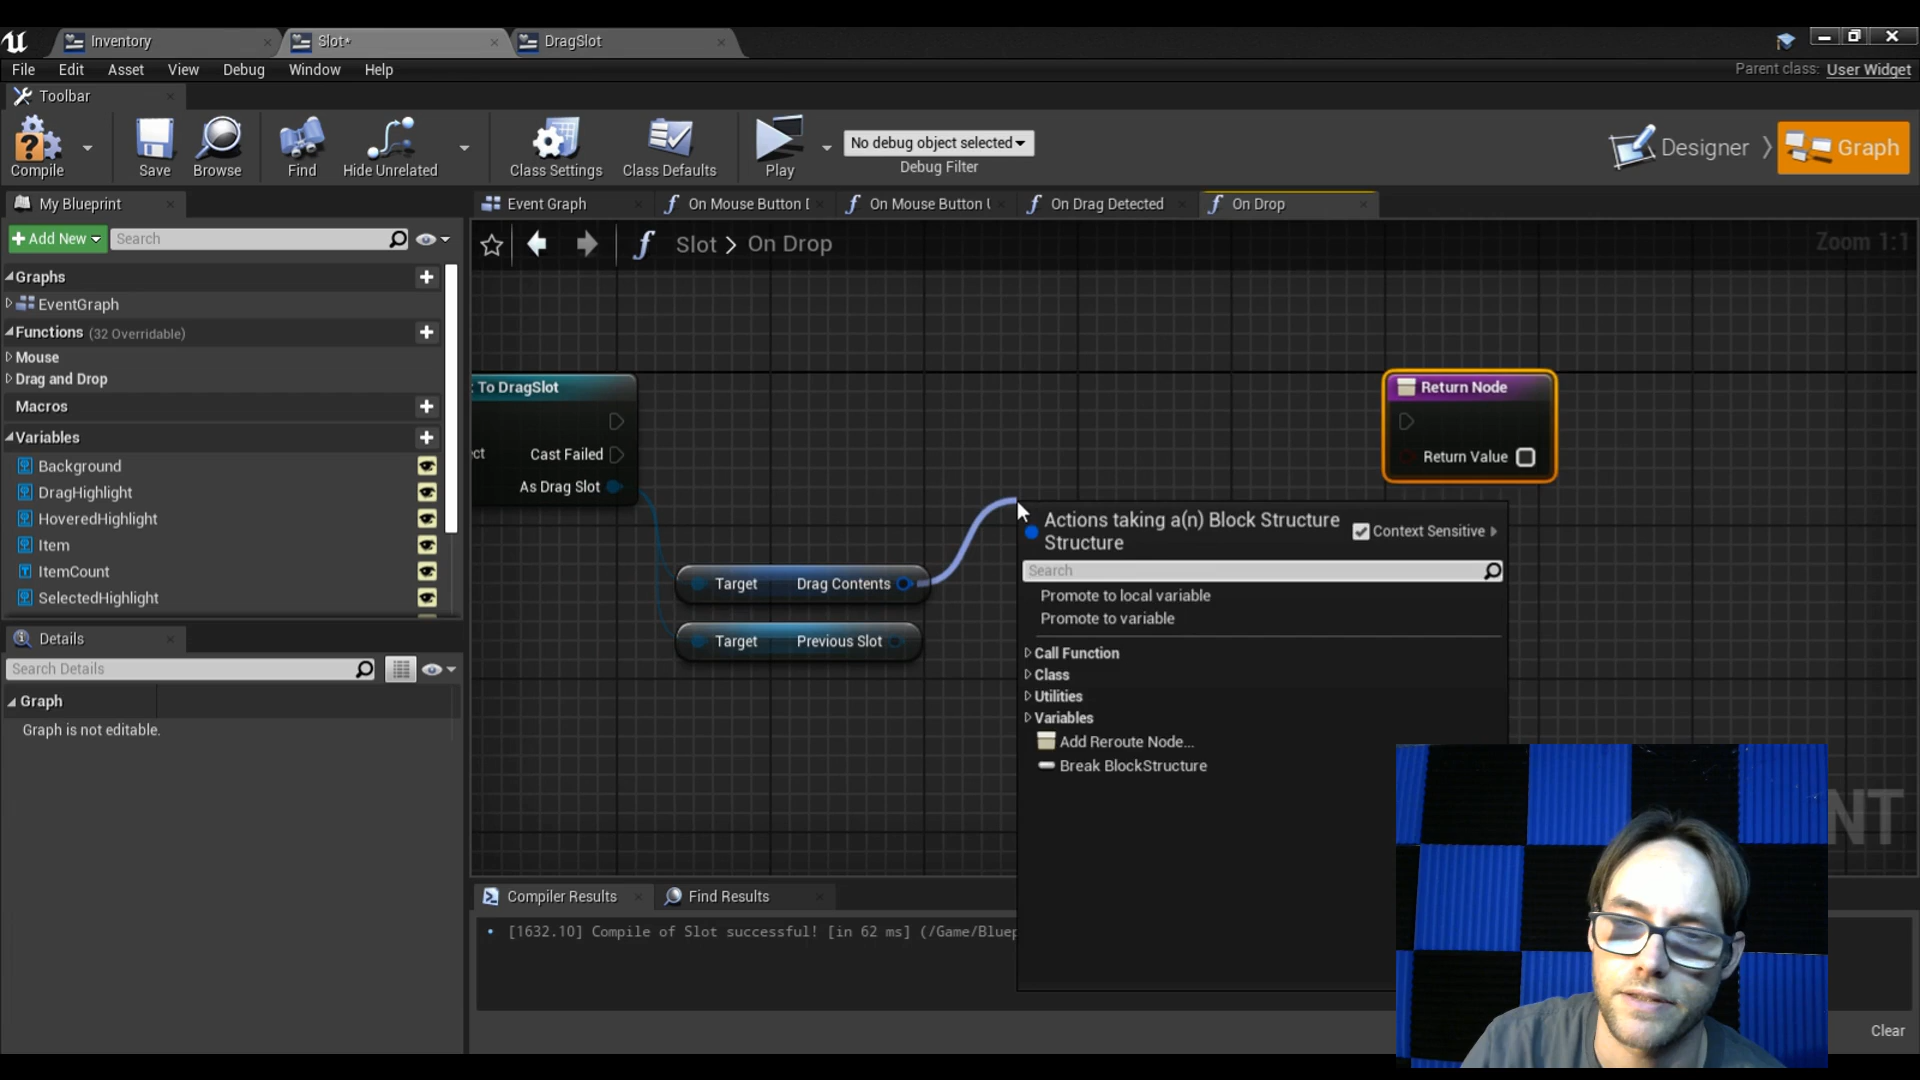 Inventory
Slot*
DragSlot
File Edit Asset View Debug Window Help
Parent class: User Widget
Toolbar
Compile
Save
Browse
Find
Hide Unrelated
Class Settings
Class Defaults
Play
No debug object selected
Debug Filter
Designer
Graph
My Blueprint
Event Graph
On Mouse Button D
On Mouse Button U
On Drag Detected
On Drop
Add New
Search
Slot > On Drop
Zoom 1:1
Graphs
EventGraph
Functions (32 Overridable)
Mouse
Drag and Drop
Macros
Variables
Background
DragHighlight
HoveredHighlight
Item
ItemCount
SelectedHighlight
Details
Search Details
Graph
Graph is not editable.
To DragSlot
ct
Cast Failed
As Drag Slot
Target Drag Contents
Target Previous Slot
Return Node
Return Value
Actions taking a(n) Block Structure
Structure
Context Sensitive
Search
Promote to local variable
Promote to variable
Call Function
Class
Utilities
Variables
Add Reroute Node...
Break BlockStructure
NT
Compiler Results
Find Results
[1632.10] Compile of Slot successful! [in 62 ms] (/Game/Bluep
Clear